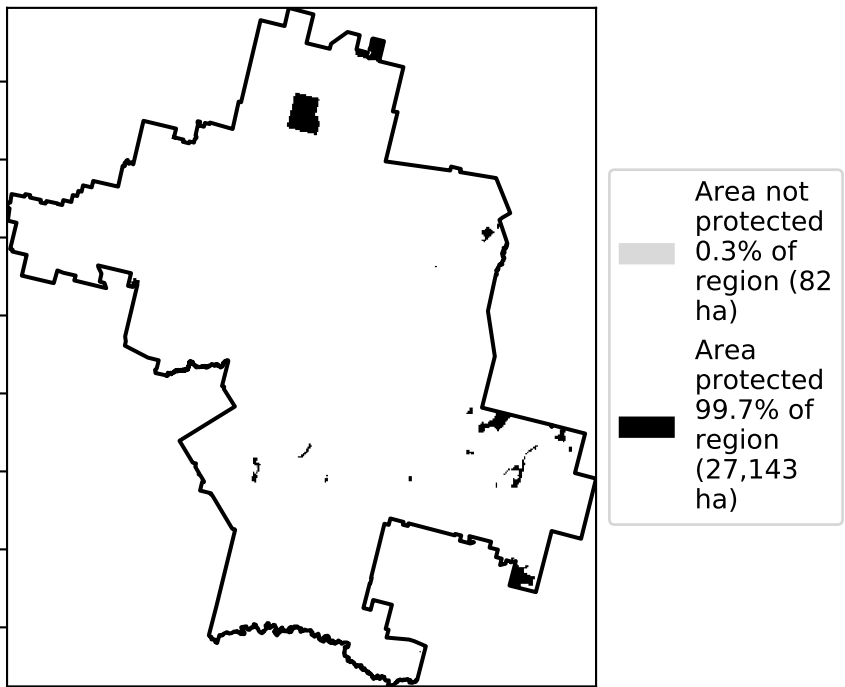 Area not
protected
0.3% of
region (82
ha)
Area
protected
99.7% of
region
(27,143
ha)